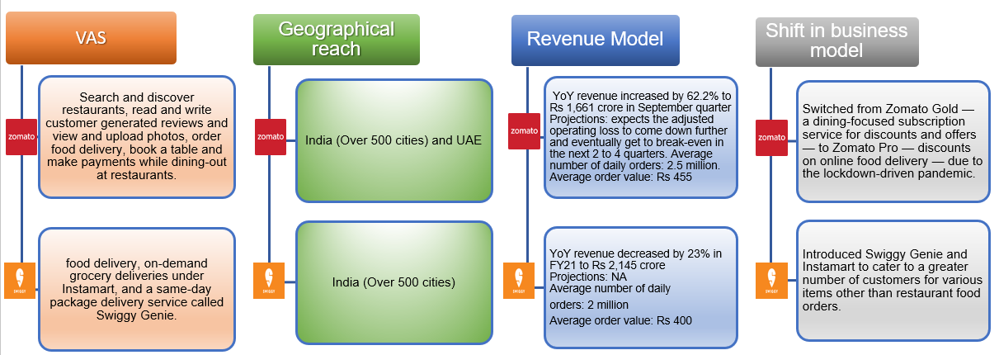 VAS
Search and discover
restaurants, read and write
customer generated reviews and
view and upload photos, order
food delivery, book a table and
make payments while dining-out
at restaurants.
zomato
food delivery, on-demand
grocery deliveries under
Instamart, and a same-day
package delivery service called
Swiggy Genie.
SWIGGY
Geographical
reach
India (Over 500 cities) and UAE
zomato
India (Over 500 cities)
SWIGGY
Revenue Model
YoY revenue increased by 62.2% to
Rs 1,661 crore in September quarter
Projections: expects the adjusted
operating loss to come down further
and eventually get to break-even in
the next 2 to 4 quarters. Average
number of daily orders: 2.5 million.
Average order value: Rs 455
zomato
YoY revenue decreased by 23% in
FY21 to Rs 2,145 crore
Projections: NA
Average number of daily
orders: 2 million
Average order value: Rs 400
SWIGGY
Shift in business
model
Switched from Zomato Gold —
a dining-focused subscription
service for discounts and offers
— to Zomato Pro — discounts
on online food delivery — due to
the lockdown-driven pandemic.
zomato
Introduced Swiggy Genie and
Instamart to cater to a greater
number of customers for various
items other than restaurant food
orders.
SWIGGY